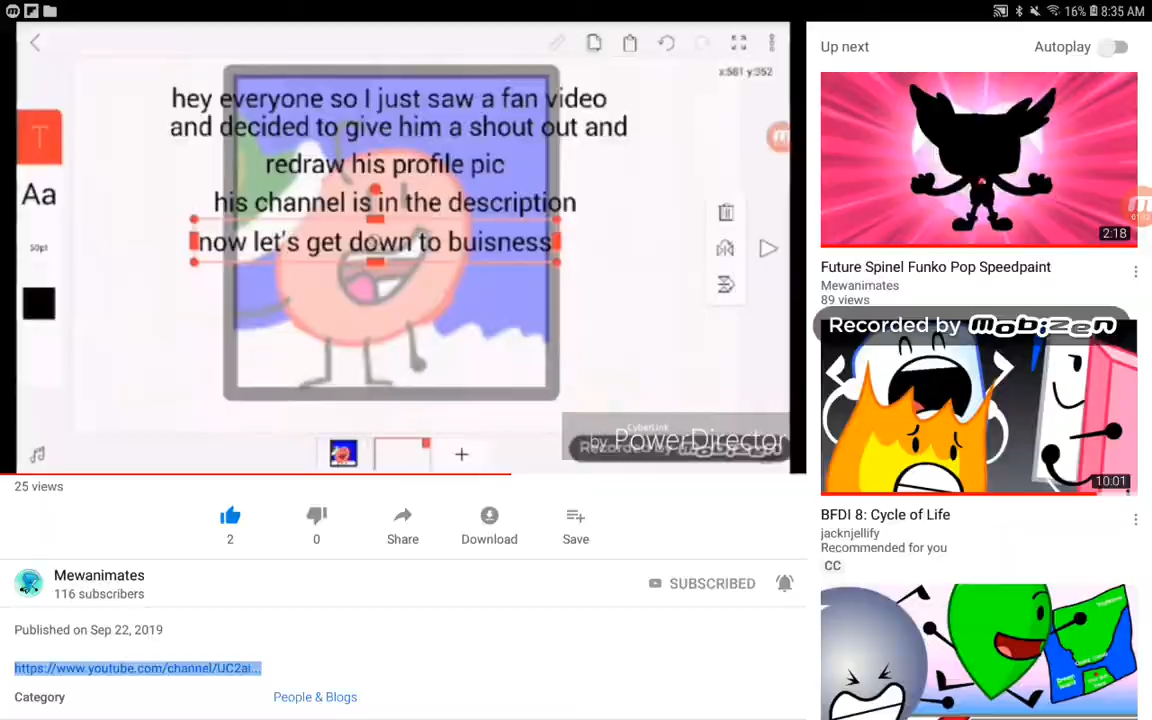 16% 8:35 AM
x:561 y:352
hey everyone so I just saw a fan video
and decided to give him a shout out and
redraw his profile pic
his channel is in the description
now let's get down to buisness
T
Aa
50pt
CyberLink
by PowerDirector
25 views
2
0
Share
Download
Save
Mewanimates
116 subscribers
SUBSCRIBED
Published on Sep 22, 2019
https://www.youtube.com/channel/UC2ai...
Category
People & Blogs
Up next
Autoplay
2:18
Future Spinel Funko Pop Speedpaint
Mewanimates
89 views
Recorded by mobizen
10:01
BFDI 8: Cycle of Life
jacknjellify
Recommended for you
CC